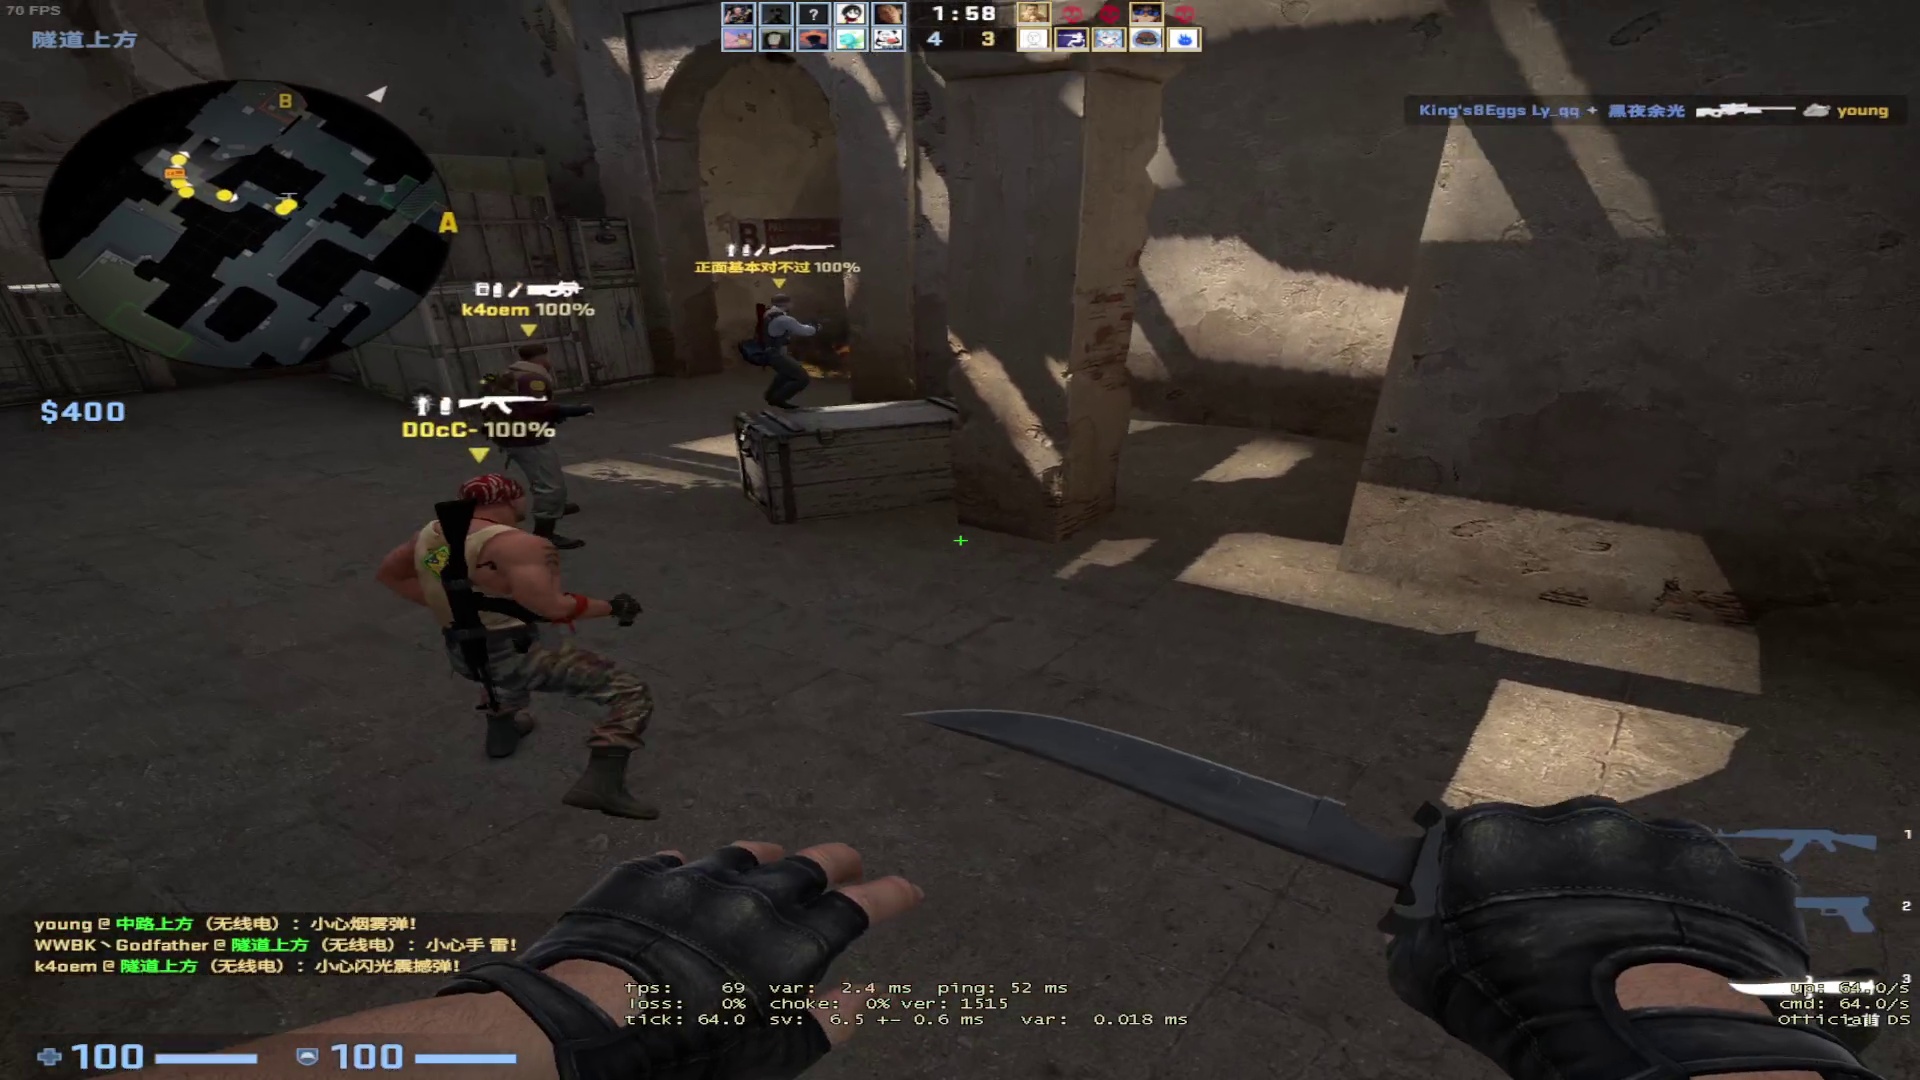 70 FPS
隧道上方
?
1:58
4
3
B
A
King'sBEggs Ly_qq + 黑夜余光 young
$400
B
正面基本对不过 100%
k4oem 100%
D0cC- 100%
1
2
3
young @ 中路上方 (无线电) : 小心烟雾弹!
WWBK丶Godfather @ 隧道上方 (无线电) : 小心手 雷!
k4oem @ 隧道上方 (无线电) : 小心闪光震撼弹!
fps: 69 var: 2.4 ms ping: 52 ms
loss: 0% choke: 0% ver: 1515
tick: 64.0 sv: 6.5 +- 0.6 ms var: 0.018 ms
up: 64.0/s
cmd: 64.0/s
official DS
100
100